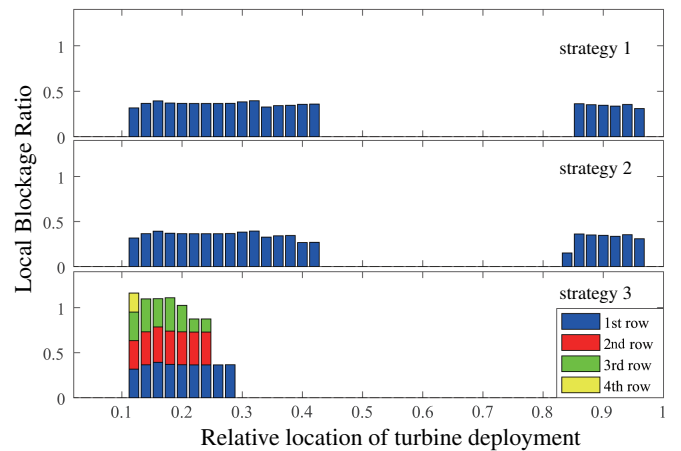 Local Blockage Ratio
1
0.5
0
strategy 1
1
0.5
0
strategy 2
1
0.5
0
strategy 3
1st row
2nd row
3rd row
4th row
0.1 0.2 0.3 0.4 0.5 0.6 0.7 0.8 0.9 1
Relative location of turbine deployment